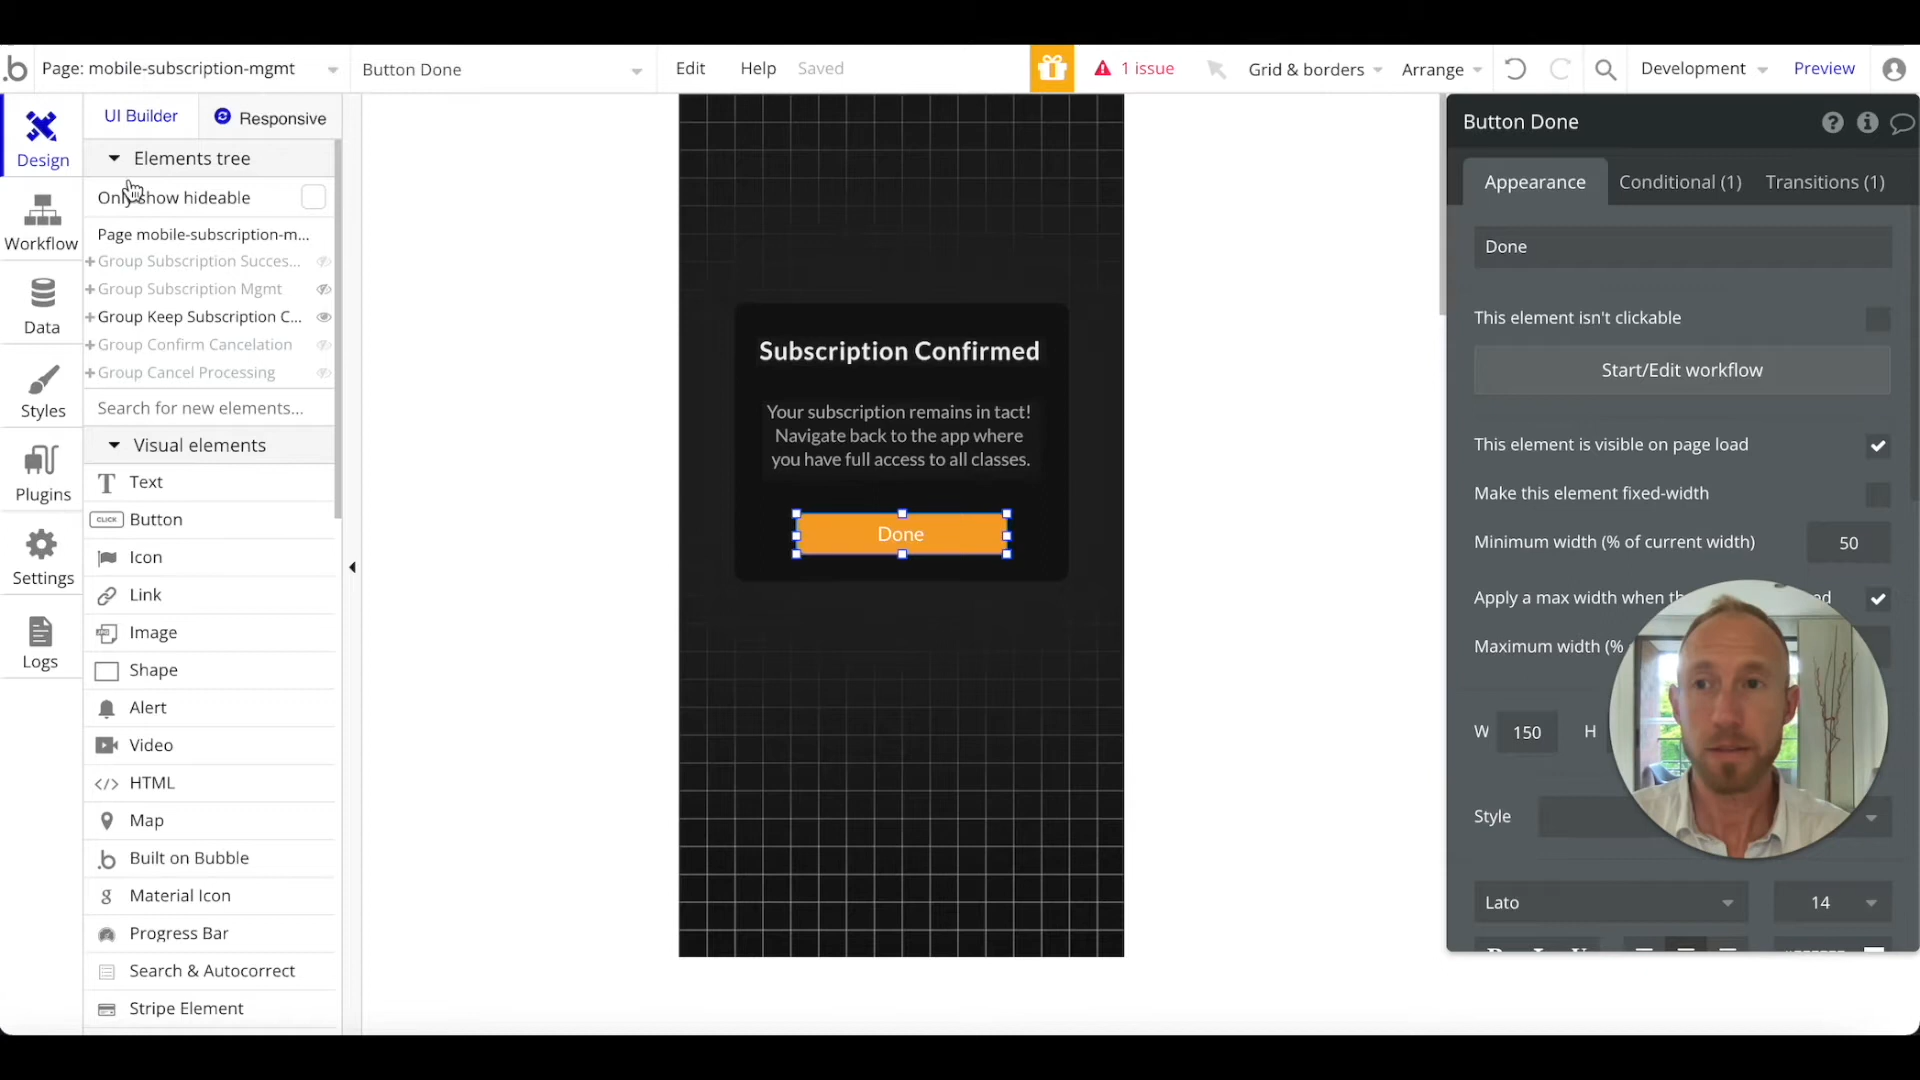 Page: mobile-subscription-mgmt
Button Done
Edit
Help
Saved
1 issue
Grid & borders
Arrange
Development
Preview
Design
Workflow
Data
Styles
Plugins
Settings
Logs
UI Builder
Responsive
Elements tree
Only show hideable
Page mobile-subscription-m...
Group Subscription Succes...
Group Subscription Mgmt
Group Keep Subscription C...
Group Confirm Cancelation
Group Cancel Processing
Search for new elements...
Visual elements
Text
CLICK Button
Icon
Link
Image
Shape
Alert
Video
HTML
Map
Built on Bubble
Material Icon
Progress Bar
Search & Autocorrect
Stripe Element
Subscription Confirmed
Your subscription remains in tact!
Navigate back to the app where
you have full access to all classes.
Done
Button Done
Appearance
Conditional (1)
Transitions (1)
Done
This element isn't clickable
Start/Edit workflow
This element is visible on page load
Make this element fixed-width
Minimum width (% of current width)
50
Apply a max width when
Maximum width (%
W 150 H
Style
Lato
14